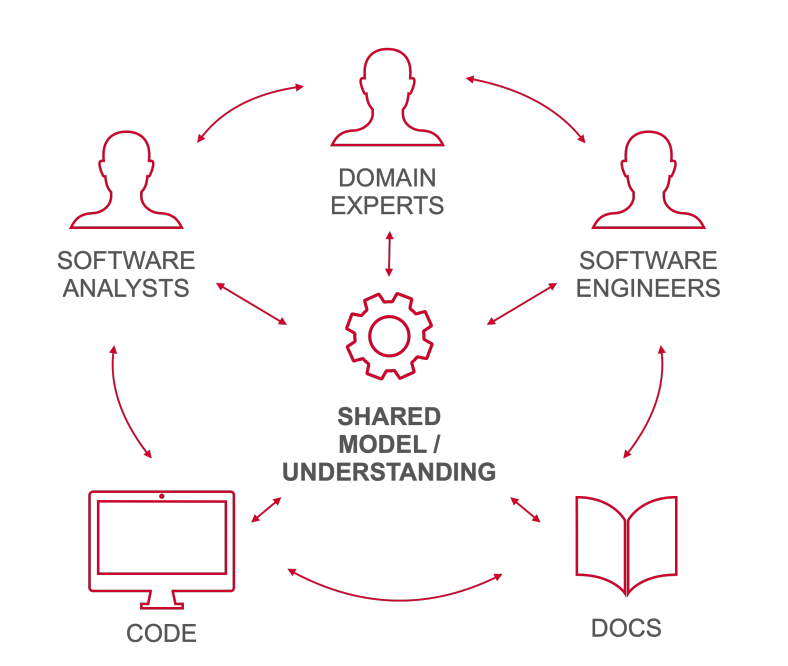 DOMAIN
EXPERTS
SOFTWARE
ANALYSTS
SOFTWARE
ENGINEERS
SHARED
MODEL /
UNDERSTANDING
CODE
DOCS